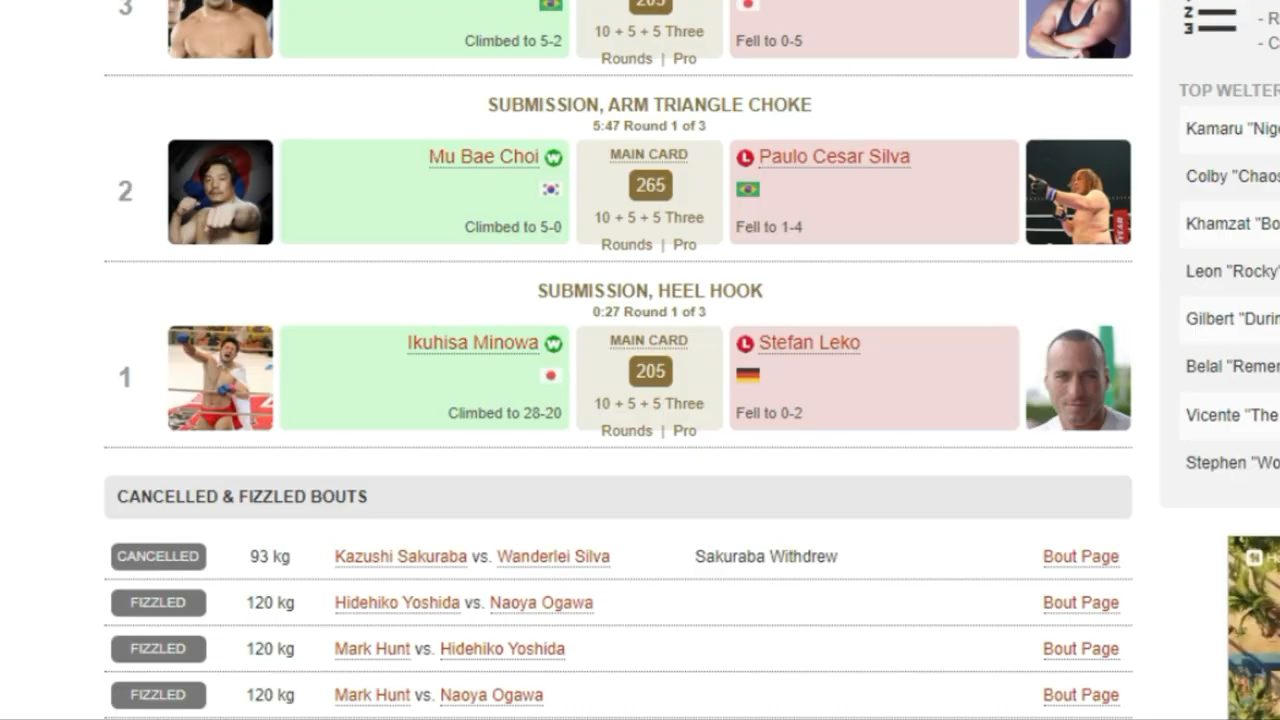 3
265
10 + 5 + 5 Three
Rounds | Pro
Climbed to 5-2
Fell to 0-5
SUBMISSION, ARM TRIANGLE CHOKE
5:47 Round 1 of 3
2
Mu Bae Choi W
MAIN CARD
L Paulo Cesar Silva
265
10 + 5 + 5 Three
Rounds | Pro
Climbed to 5-0
Fell to 1-4
SUBMISSION, HEEL HOOK
0:27 Round 1 of 3
1
Ikuhisa Minowa W
MAIN CARD
L Stefan Leko
205
10 + 5 + 5 Three
Rounds | Pro
Climbed to 28-20
Fell to 0-2
CANCELLED & FIZZLED BOUTS
CANCELLED 93 kg Kazushi Sakuraba vs. Wanderlei Silva Sakuraba Withdrew Bout Page
FIZZLED 120 kg Hidehiko Yoshida vs. Naoya Ogawa Bout Page
FIZZLED 120 kg Mark Hunt vs. Hidehiko Yoshida Bout Page
FIZZLED 120 kg Mark Hunt vs. Naoya Ogawa Bout Page
- R
- C
TOP WELTER
Kamaru "Nig
Colby "Chaos
Khamzat "Bo
Leon "Rocky"
Gilbert "Durin
Belal "Remer
Vicente "The
Stephen "Wo